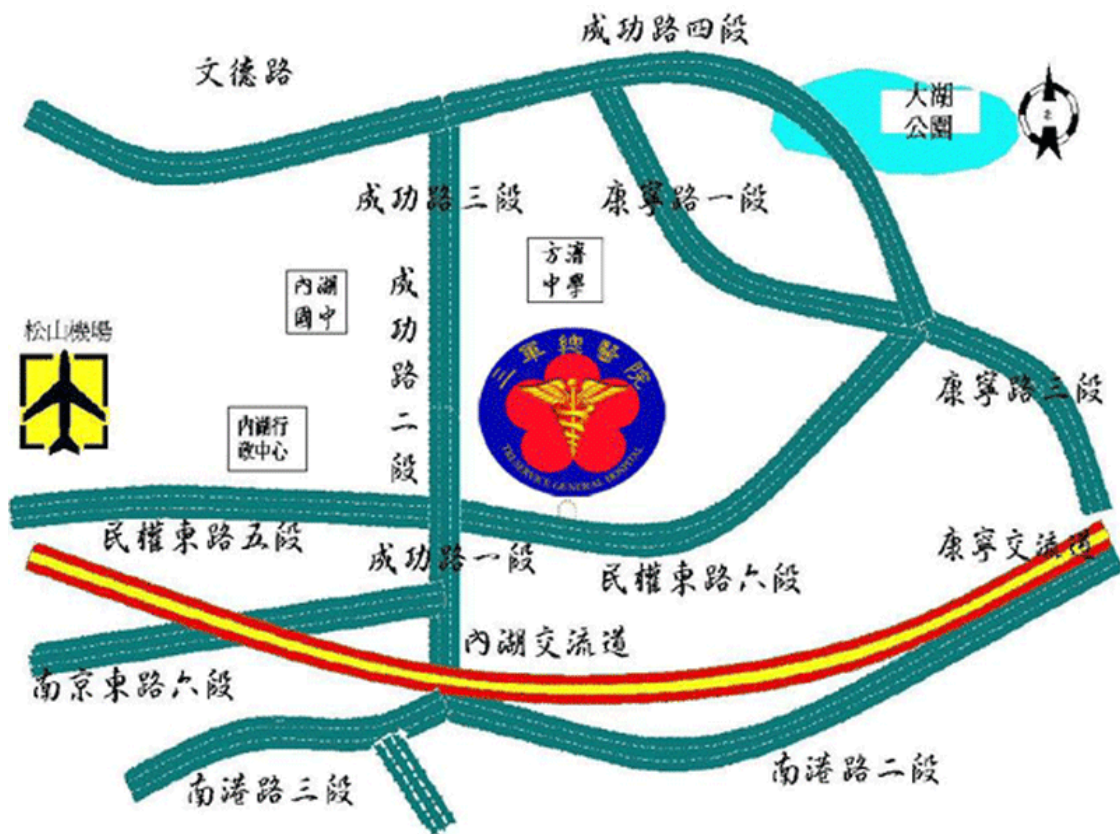 成功路四段
文德路
大湖
公園
北
成功路三段
康寧路一段
方濟
中學
內湖
國中
成功路二段
松山機場
三軍總醫院
TRI-SERVICE GENERAL HOSPITAL
康寧路三段
內湖行
政中心
民權東路五段
成功路一段
民權東路六段
康寧交流道
內湖交流道
南京東路六段
南港路二段
南港路三段